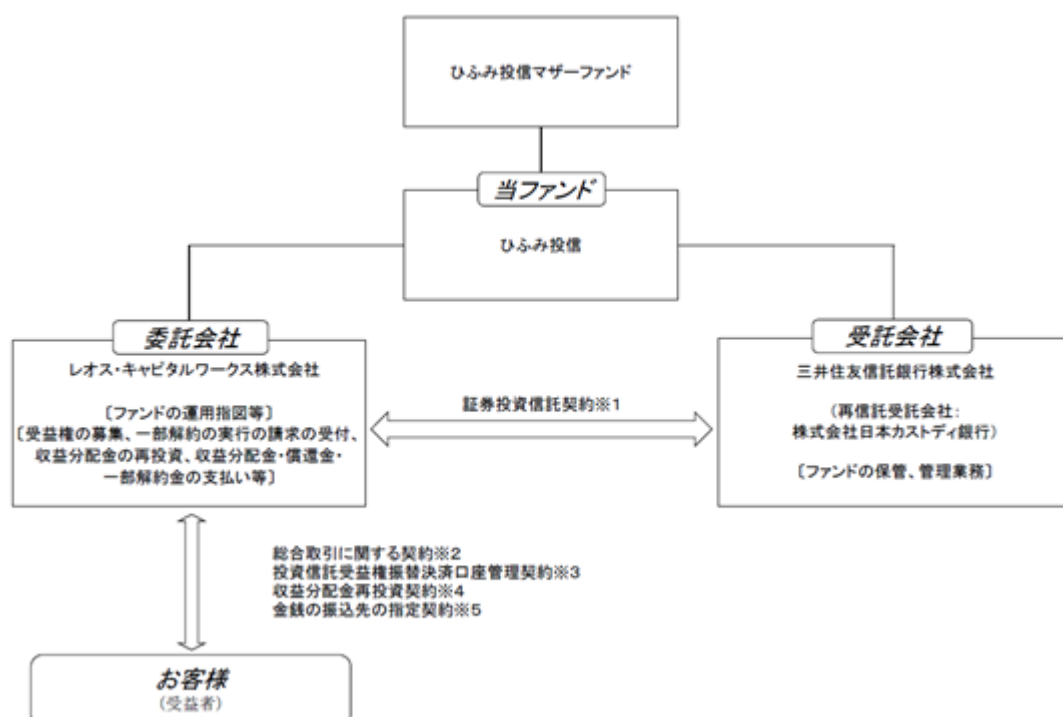 ひふみ投信マザーファンド
当ファンド
ひふみ投信
委託会社
レオス・キャピタルワークス株式会社
〔ファンドの運用指図等〕
〔受益権の募集、一部解約の実行の請求の受付、
収益分配金の再投資、収益分配金・償還金・
一部解約金の支払い等〕
証券投資信託契約※1
受託会社
三井住友信託銀行株式会社
(再信託受託会社:
株式会社日本カストディ銀行)
〔ファンドの保管、管理業務〕
総合取引に関する契約※2
投資信託受益権振替決済口座管理契約※3
収益分配金再投資契約※4
金銭の振込先の指定契約※5
お客様
(受益者)